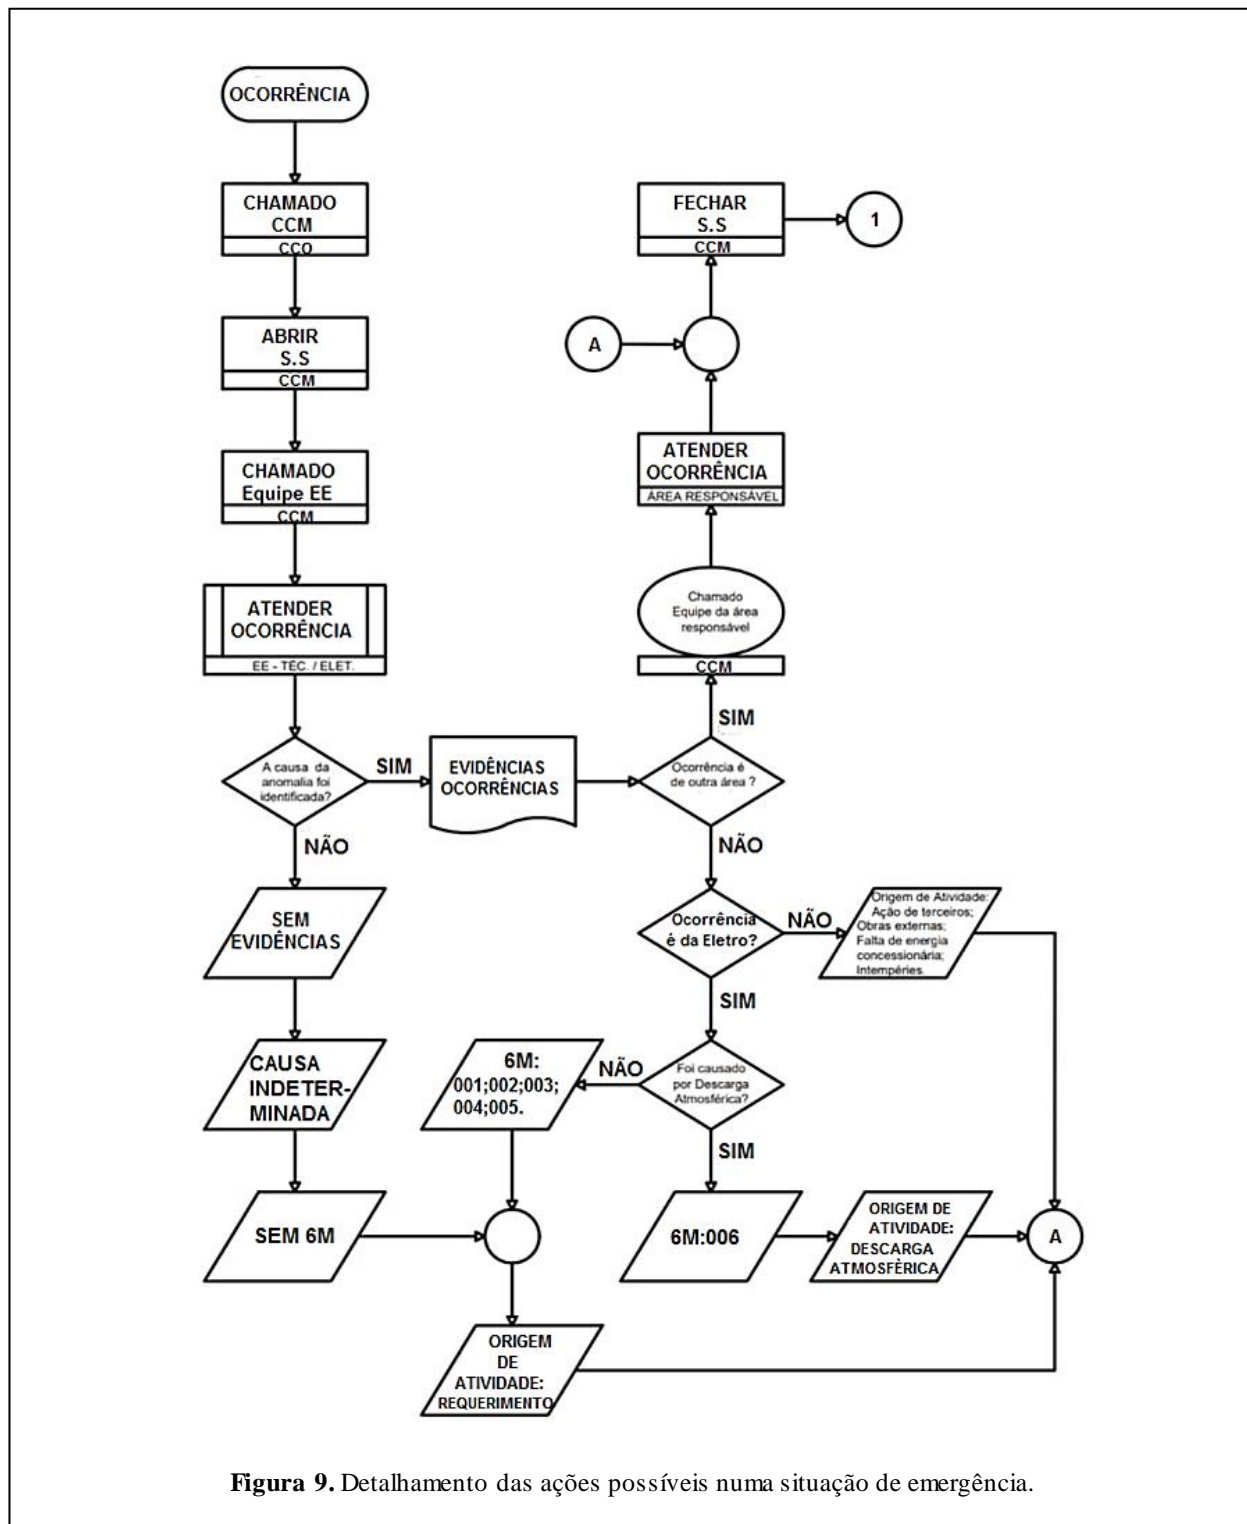 OCORRÊNCIA
CHAMADO
CCM
CCO
ABRIR
S.S
CCM
CHAMADO
Equipe EE
CCM
ATENDER
OCORRÊNCIA
EE - TÉC. / ELET.
A causa da
anomalia foi
identificada?
SIM
EVIDÊNCIAS
OCORRÊNCIAS
NÃO
SEM
EVIDÊNCIAS
CAUSA
INDETER-
MINADA
SEM 6M
FECHAR
S.S
CCM
1
A
ATENDER
OCORRÊNCIA
ÁREA RESPONSÁVEL
Chamado
Equipe da área
responsável
CCM
SIM
Ocorrência é
de outra área ?
NÃO
Ocorrência
é da Eletro?
NÃO
Origem de Atividade:
Ação de terceiros;
Obras externas;
Falta de energia
concessionária;
Intempéries.
SIM
Foi causado
por Descarga
Atmosférica?
NÃO
6M:
001;002;003;
004;005.
SIM
6M:006
ORIGEM DE
ATIVIDADE:
DESCARGA
ATMOSFÈRICA
A
ORIGEM
DE
ATIVIDADE:
REQUERIMENTO
Figura 9. Detalhamento das ações possíveis numa situação de emergência.